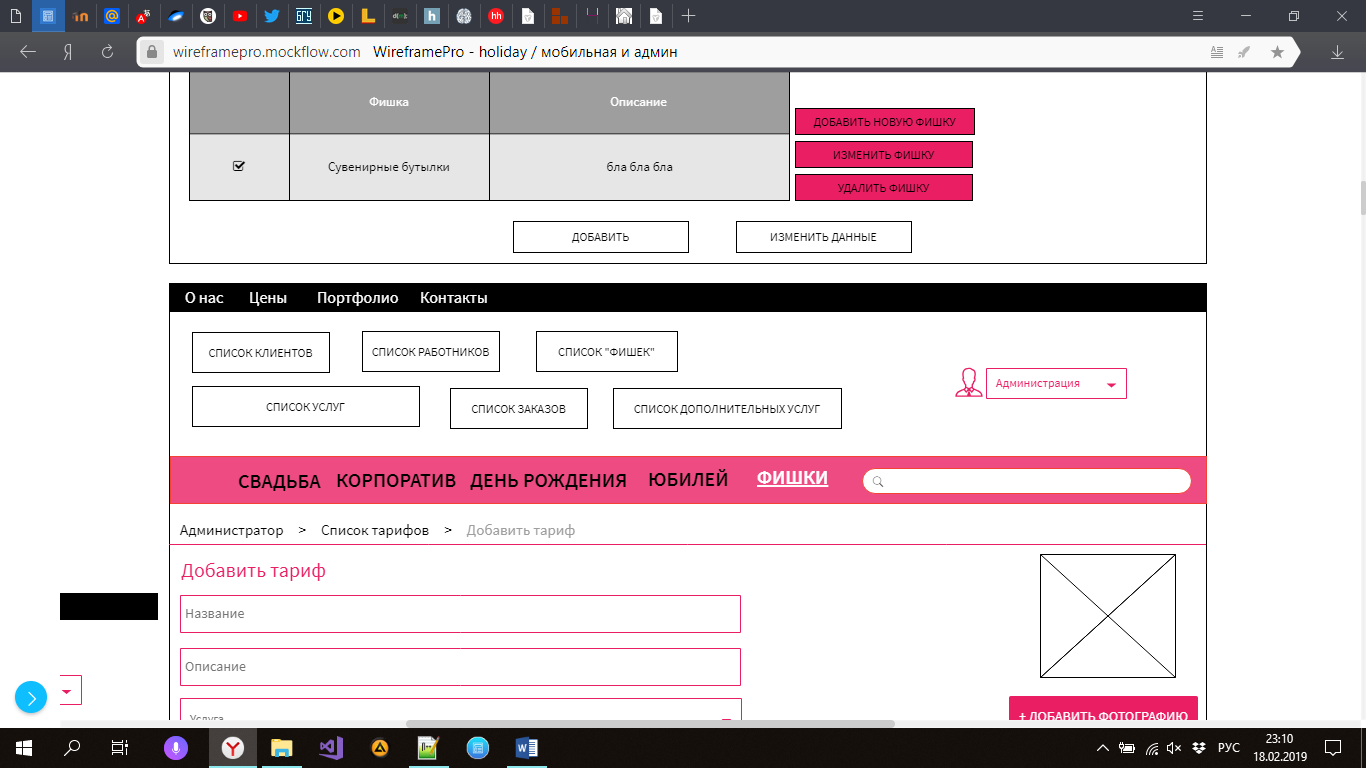 БГУ
d(m);
h
hh
Я
wireframepro.mockflow.com WireframePro - holiday / мобильная и админ
Фишка Описание
ДОБАВИТЬ НОВУЮ ФИШКУ
ИЗМЕНИТЬ ФИШКУ
Сувенирные бутылки бла бла бла
УДАЛИТЬ ФИШКУ
ДОБАВИТЬ ИЗМЕНИТЬ ДАННЫЕ
О нас Цены Портфолио Контакты
СПИСОК КЛИЕНТОВ СПИСОК РАБОТНИКОВ СПИСОК "ФИШЕК"
Администрация
СПИСОК УСЛУГ СПИСОК ЗАКАЗОВ СПИСОК ДОПОЛНИТЕЛЬНЫХ УСЛУГ
СВАДЬБА КОРПОРАТИВ ДЕНЬ РОЖДЕНИЯ ЮБИЛЕЙ ФИШКИ
Администратор > Список тарифов > Добавить тариф
Добавить тариф
Название
Описание
Услуга
+ ДОБАВИТЬ ФОТОГРАФИЮ
РУС
23:10
18.02.2019